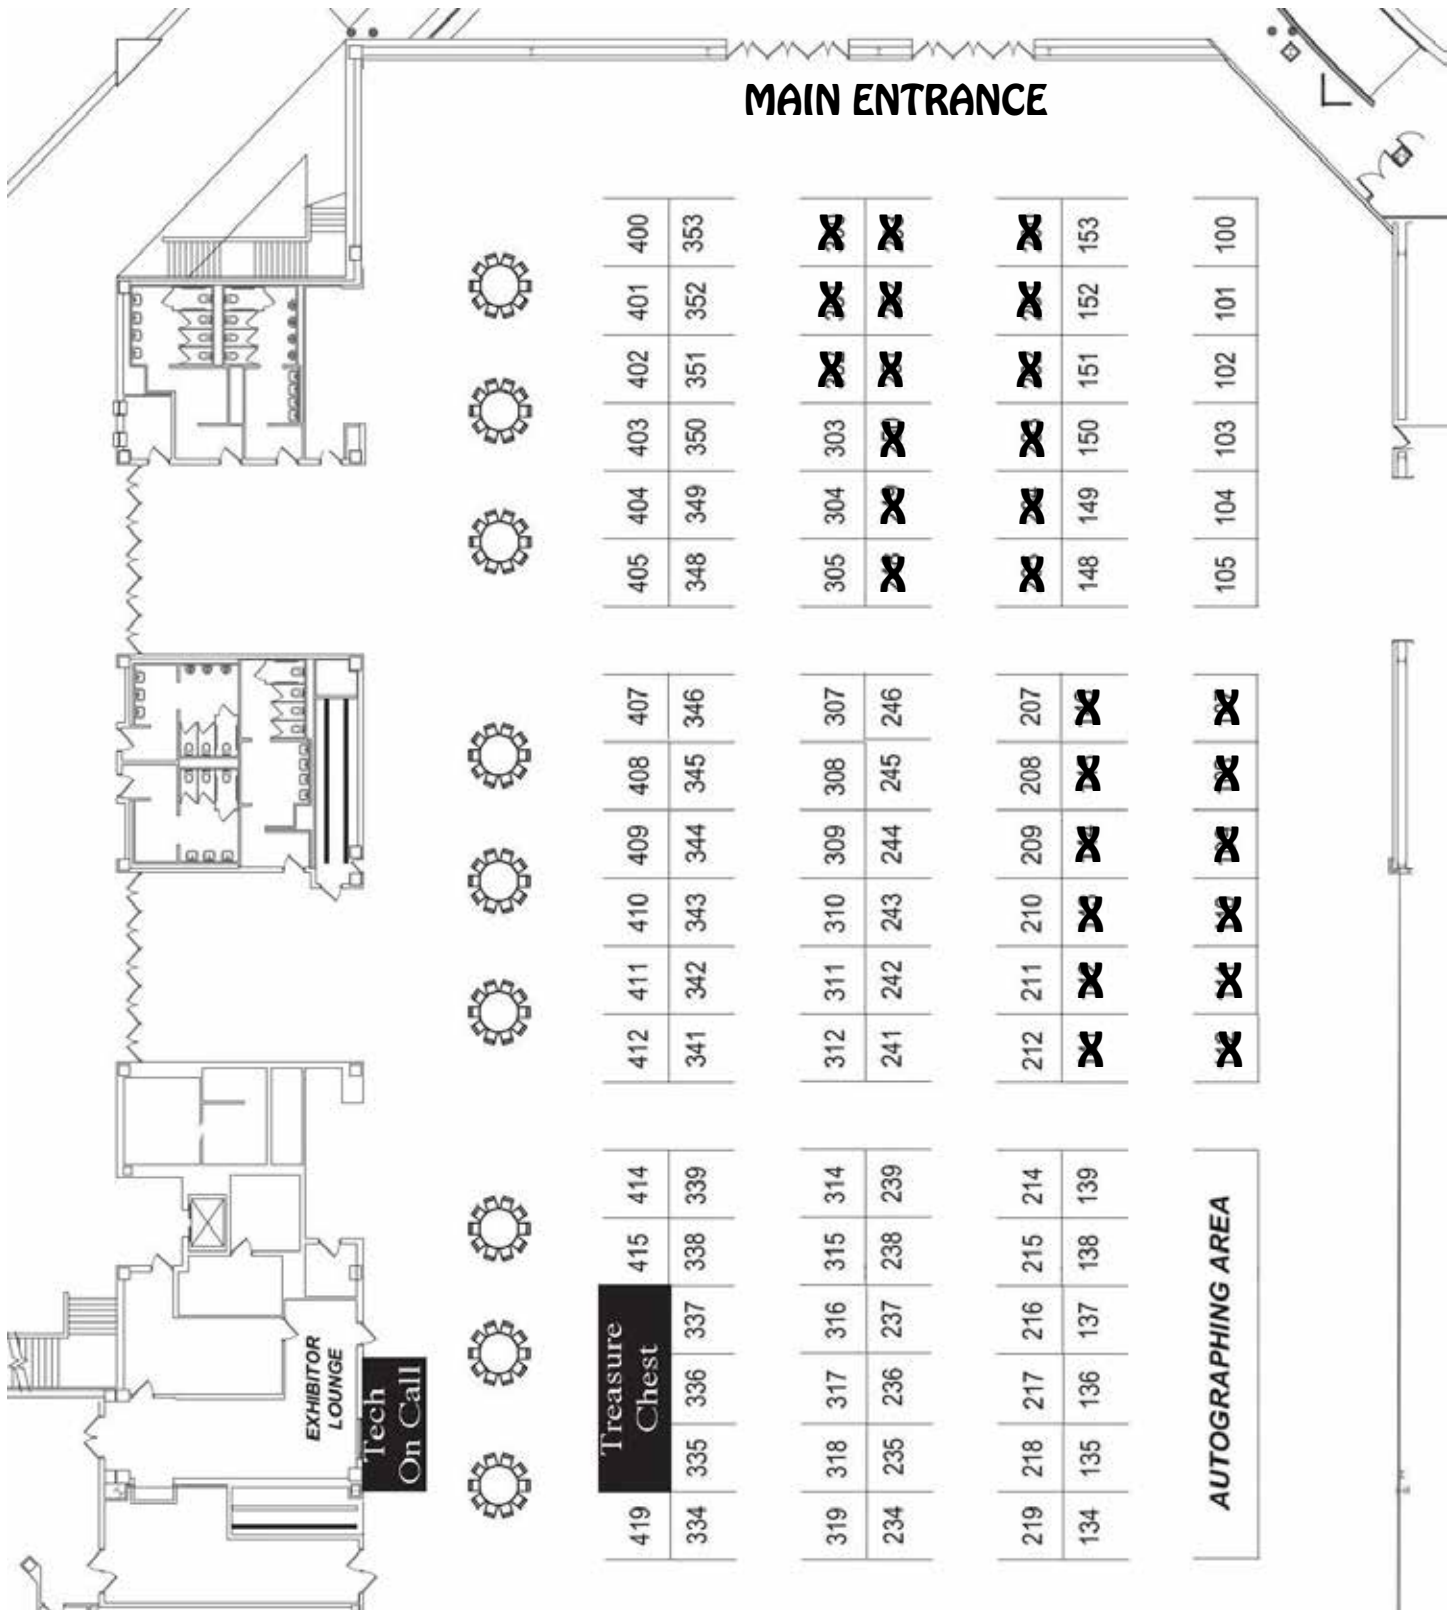 MAIN ENTRANCE
400 353 X X X 153 100
401 352 X X X 152 101
402 351 X X X 151 102
403 350 303 X X 150 103
404 349 304 X X 149 104
405 348 305 X X 148 105
407 346 307 246 207 X X
408 345 308 245 208 X X
409 344 309 244 209 X X
410 343 310 243 210 X X
411 342 311 242 211 X X
412 341 312 241 212 X X
414 339 314 239 214 139
415 338 315 238 215 138
337 316 237 216 137
336 317 236 217 136
335 318 235 218 135
419 334 319 234 219 134
Treasure
Chest
AUTOGRAPHING AREA
EXHIBITOR
LOUNGE
Tech
On Call